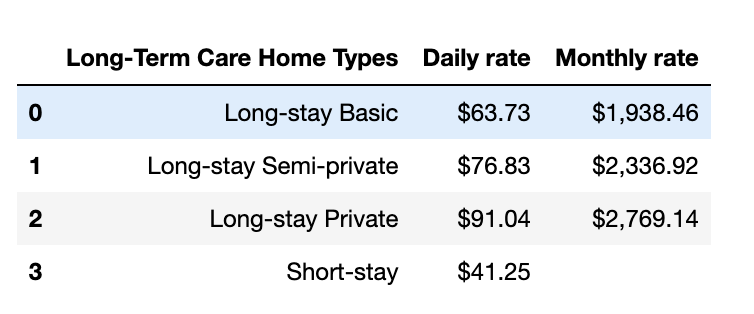 Long-Term Care Home Types Daily rate Monthly rate
0 Long-stay Basic $63.73 $1,938.46
1 Long-stay Semi-private $76.83 $2,336.92
2 Long-stay Private $91.04 $2,769.14
3 Short-stay $41.25